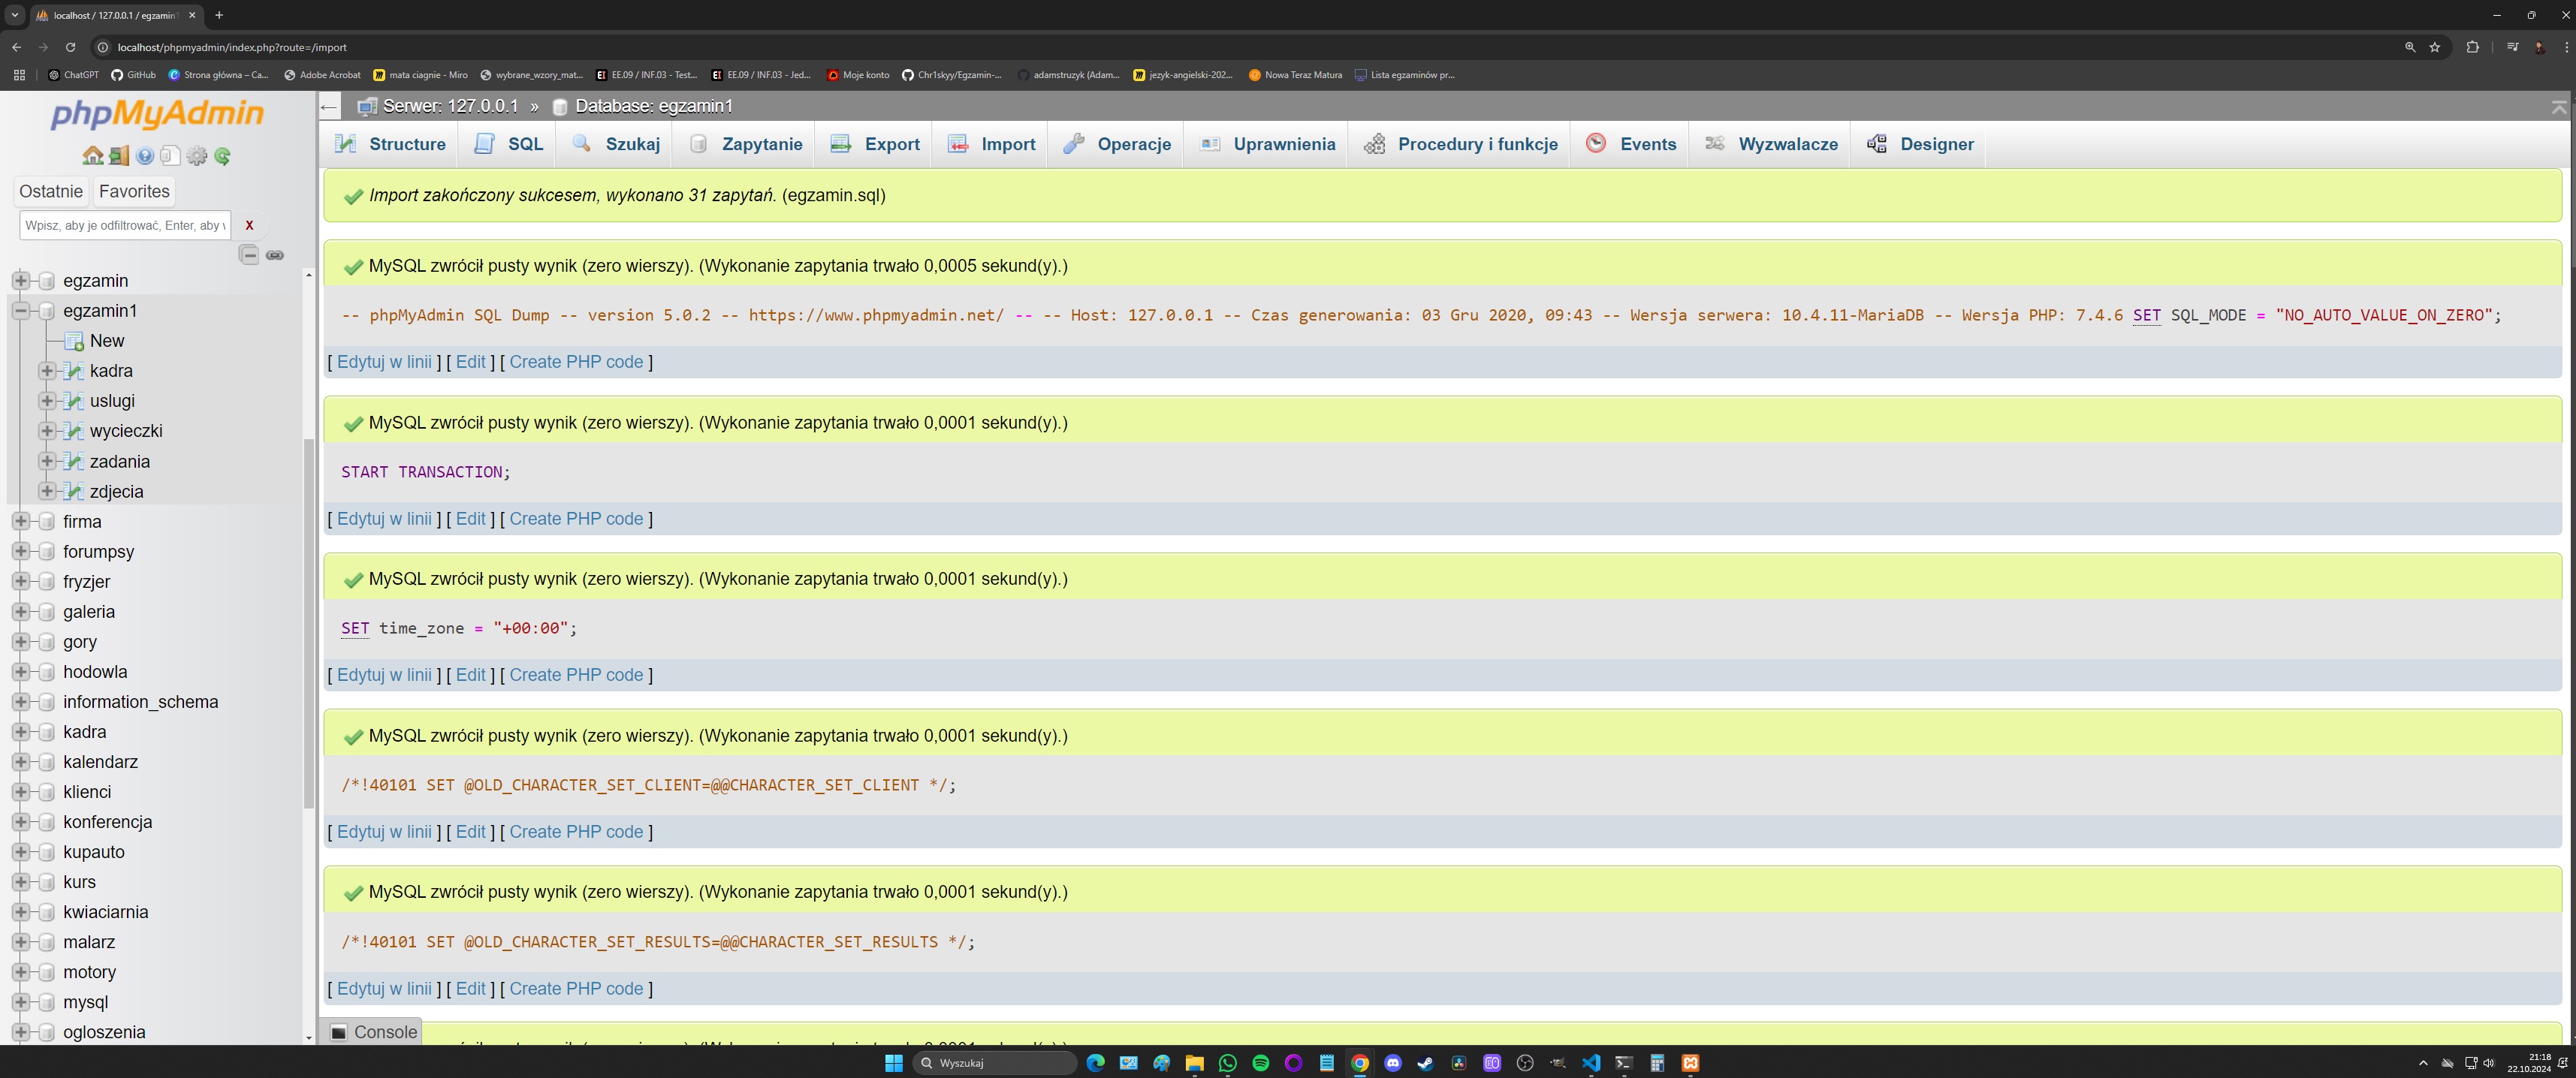 localhost / 127.0.0.1 / egzamin1
localhost/phpmyadmin/index.php?route=/import
ChatGPT
GitHub
Strona główna – Ca...
Adobe Acrobat
mata ciagnie - Miro
wybrane_wzory_mat...
EE.09 / INF.03 - Test...
EE.09 / INF.03 - Jed...
Moje konto
Chr1skyy/Egzamin-...
adamstruzyk (Adam...
jezyk-angielski-202...
Nowa Teraz Matura
Lista egzaminów pr...
phpMyAdmin
Ostatnie
Favorites
Wpisz, aby je odfiltrować, Enter, aby
X
egzamin
egzamin1
New
kadra
uslugi
wycieczki
zadania
zdjecia
firma
forumpsy
fryzjer
galeria
gory
hodowla
information_schema
kadra
kalendarz
klienci
konferencja
kupauto
kurs
kwiaciarnia
malarz
motory
mysql
ogloszenia
Serwer: 127.0.0.1 » Database: egzamin1
Structure
SQL
Szukaj
Zapytanie
Export
Import
Operacje
Uprawnienia
Procedury i funkcje
Events
Wyzwalacze
Designer
Import zakończony sukcesem, wykonano 31 zapytań. (egzamin.sql)
MySQL zwrócił pusty wynik (zero wierszy). (Wykonanie zapytania trwało 0,0005 sekund(y).)
-- phpMyAdmin SQL Dump -- version 5.0.2 -- https://www.phpmyadmin.net/ -- -- Host: 127.0.0.1 -- Czas generowania: 03 Gru 2020, 09:43 -- Wersja serwera: 10.4.11-MariaDB -- Wersja PHP: 7.4.6 SET SQL_MODE = "NO_AUTO_VALUE_ON_ZERO";
[ Edytuj w linii ] [ Edit ] [ Create PHP code ]
MySQL zwrócił pusty wynik (zero wierszy). (Wykonanie zapytania trwało 0,0001 sekund(y).)
START TRANSACTION;
[ Edytuj w linii ] [ Edit ] [ Create PHP code ]
MySQL zwrócił pusty wynik (zero wierszy). (Wykonanie zapytania trwało 0,0001 sekund(y).)
SET time_zone = "+00:00";
[ Edytuj w linii ] [ Edit ] [ Create PHP code ]
MySQL zwrócił pusty wynik (zero wierszy). (Wykonanie zapytania trwało 0,0001 sekund(y).)
/*!40101 SET @OLD_CHARACTER_SET_CLIENT=@@CHARACTER_SET_CLIENT */;
[ Edytuj w linii ] [ Edit ] [ Create PHP code ]
MySQL zwrócił pusty wynik (zero wierszy). (Wykonanie zapytania trwało 0,0001 sekund(y).)
/*!40101 SET @OLD_CHARACTER_SET_RESULTS=@@CHARACTER_SET_RESULTS */;
[ Edytuj w linii ] [ Edit ] [ Create PHP code ]
Console
Wyszukaj
21:18
22.10.2024